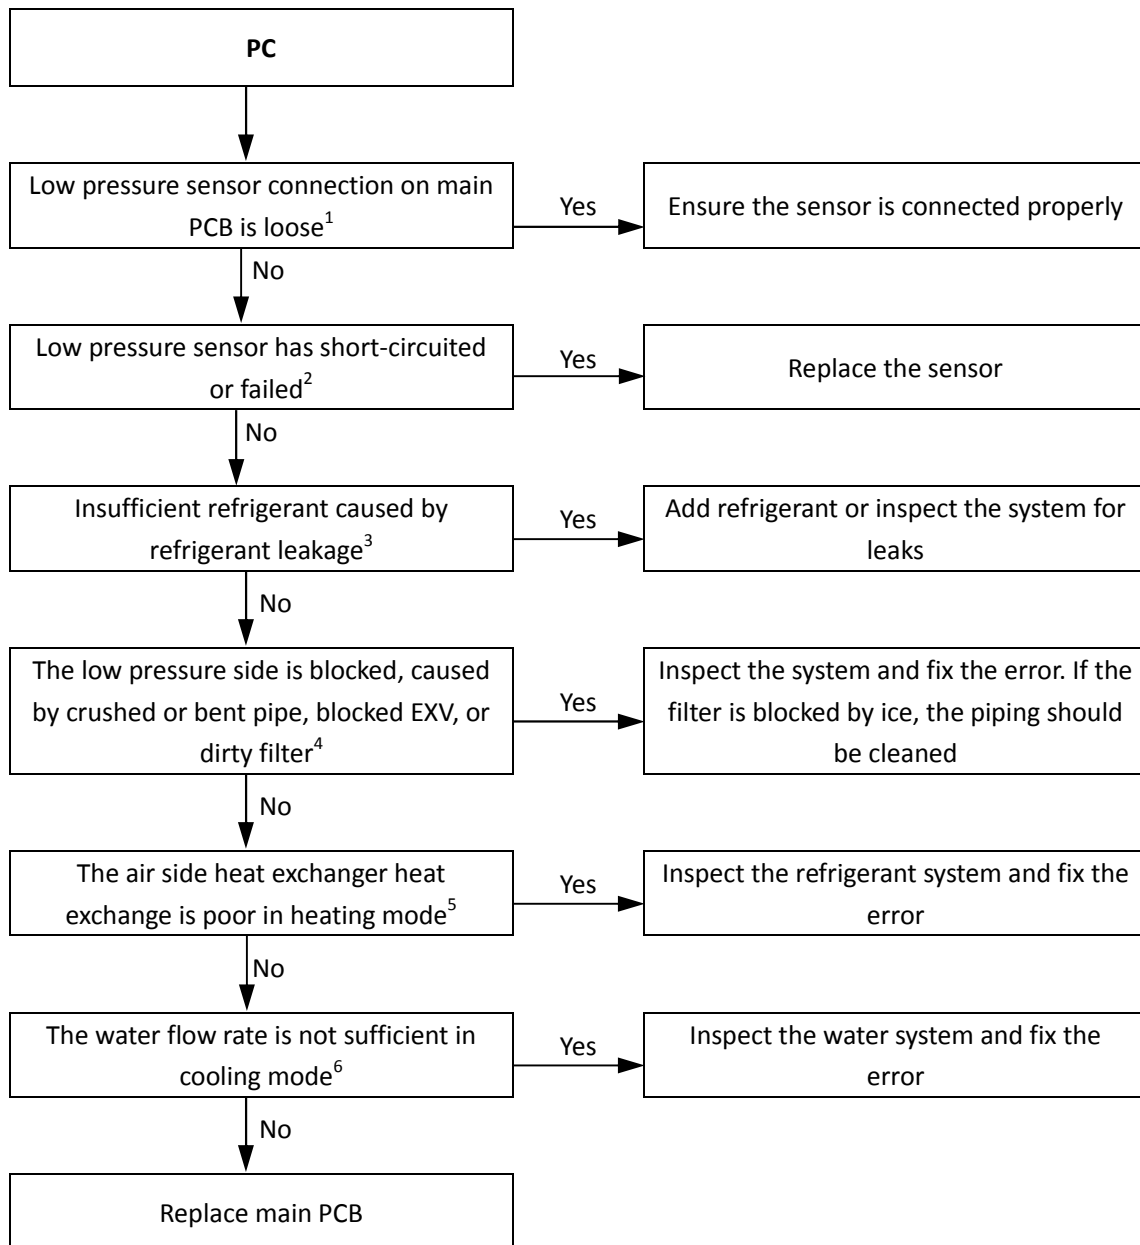 PC
Low pressure sensor connection on main
PCB is loose1
Yes
Ensure the sensor is connected properly
No
Low pressure sensor has short-circuited
or failed2
Yes
Replace the sensor
No
Insufficient refrigerant caused by
refrigerant leakage3
Yes
Add refrigerant or inspect the system for
leaks
No
The low pressure side is blocked, caused
by crushed or bent pipe, blocked EXV, or
dirty filter4
Yes
Inspect the system and fix the error. If the
filter is blocked by ice, the piping should
be cleaned
No
The air side heat exchanger heat
exchange is poor in heating mode5
Yes
Inspect the refrigerant system and fix the
error
No
The water flow rate is not sufficient in
cooling mode6
Yes
Inspect the water system and fix the
error
No
Replace main PCB